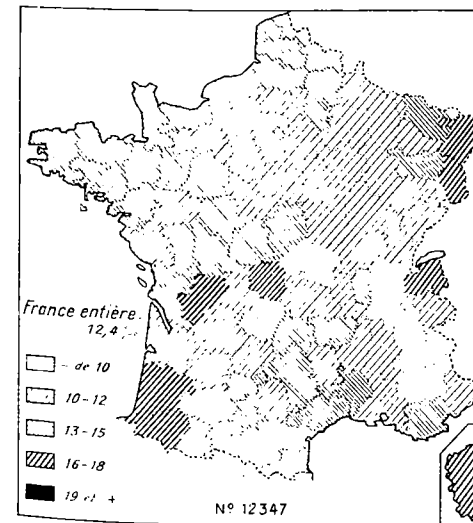 France entière
12,4
- de 10
10-12
13-15
16-18
19 et +
Nº 12347